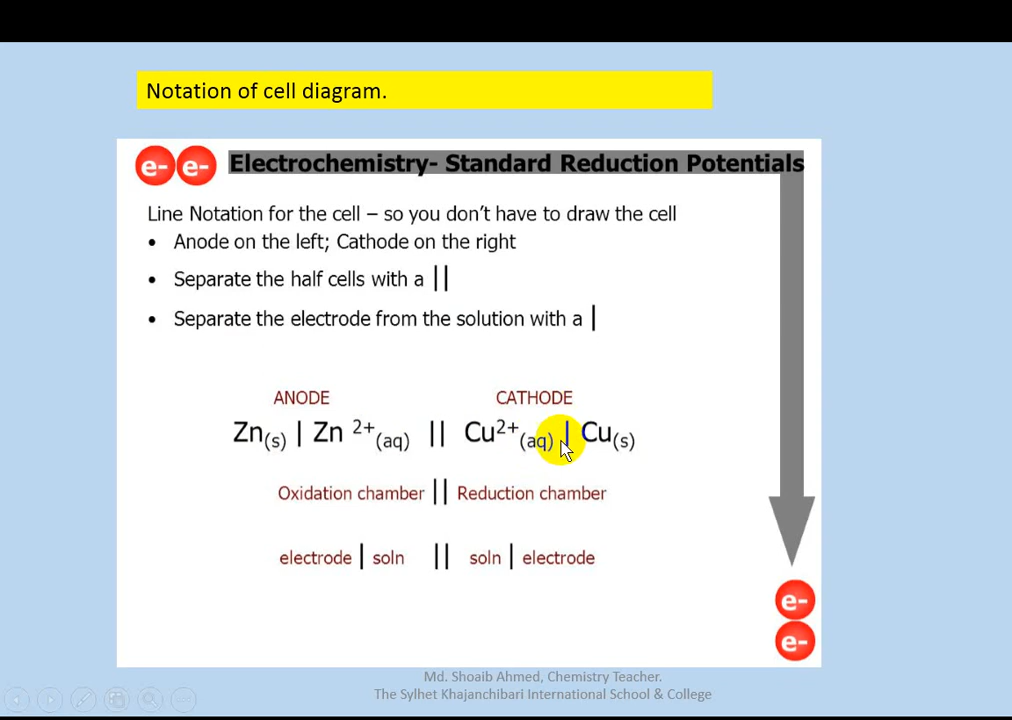 Notation of cell diagram.
e- e- Electrochemistry- Standard Reduction Potentials
Line Notation for the cell – so you don't have to draw the cell
• Anode on the left; Cathode on the right
• Separate the half cells with a ||
• Separate the electrode from the solution with a |
ANODE CATHODE
Zn(s) | Zn 2+(aq) || Cu2+(aq) | Cu(s)
Oxidation chamber || Reduction chamber
electrode | soln || soln | electrode
e-
e-
Md. Shoaib Ahmed, Chemistry Teacher.
The Sylhet Khajanchibari International School & College